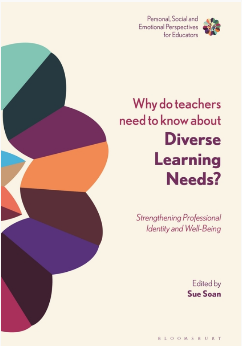 Personal, Social and
Emotional Perspectives
for Educators
Why do teachers
need to know about
Diverse
Learning
Needs?
Strengthening Professional
Identity and Well-Being
Edited by
Sue Soan
BLOOMSBURY